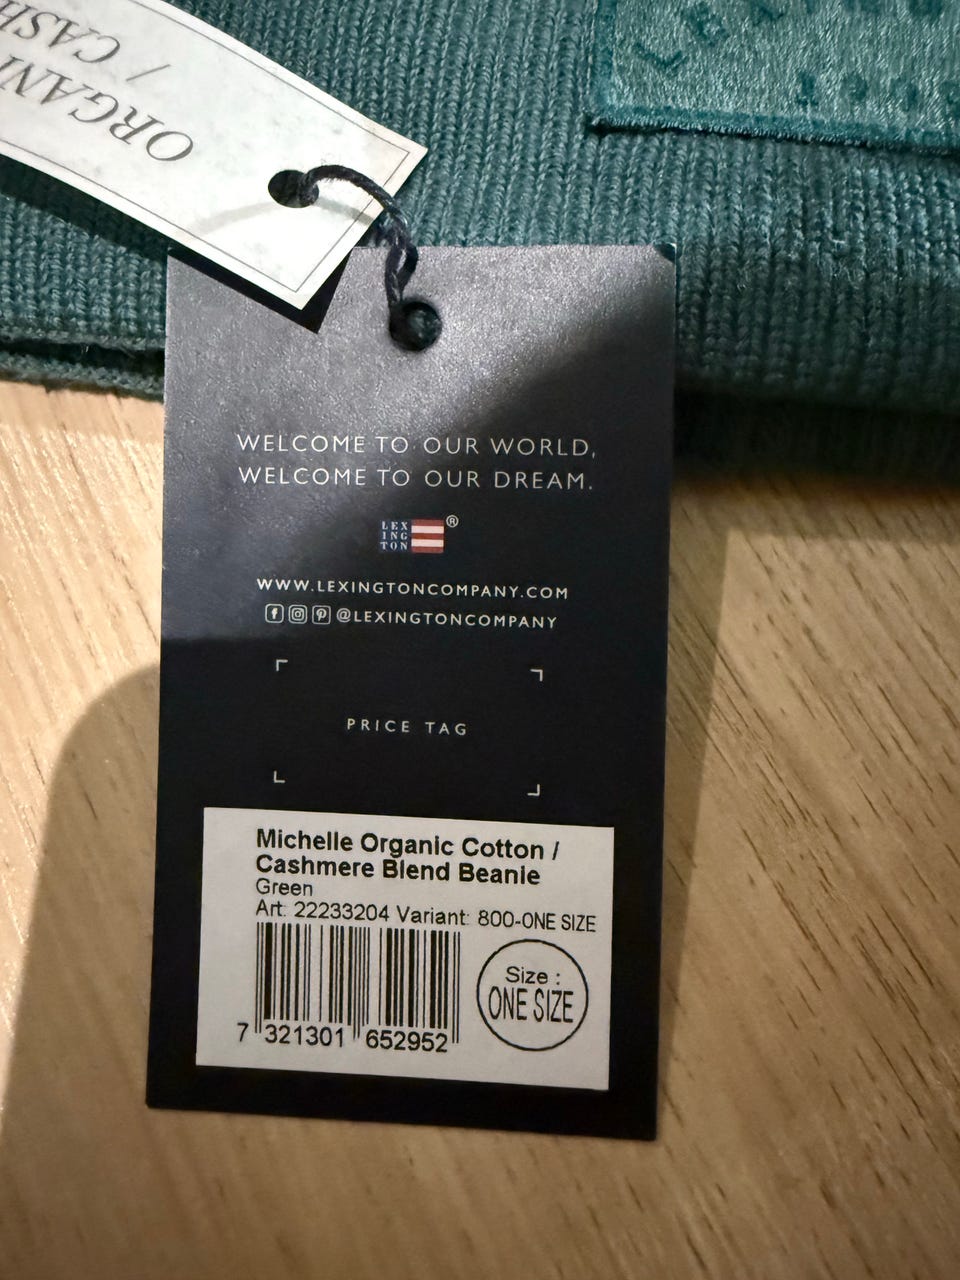 ORGANI
/ CASH
WELCOME TO OUR WORLD,
WELCOME TO OUR DREAM.
LEX
ING
TON
®
WWW.LEXINGTONCOMPANY.COM
@LEXINGTONCOMPANY
PRICE TAG
Michelle Organic Cotton /
Cashmere Blend Beanie
Green
Art: 22233204 Variant: 800-ONE SIZE
Size :
ONE SIZE
7 321301 652952